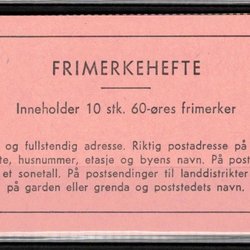 FRIMERKEHEFTE
Inneholder 10 stk. 60-øres frimerker
og fullstendig adresse. Riktig postadresse på
te, husnummer, etasje og byens navn. På post
et sonetall. På postsendinger til landdistrikter
på garden eller grenda og poststedets navn.